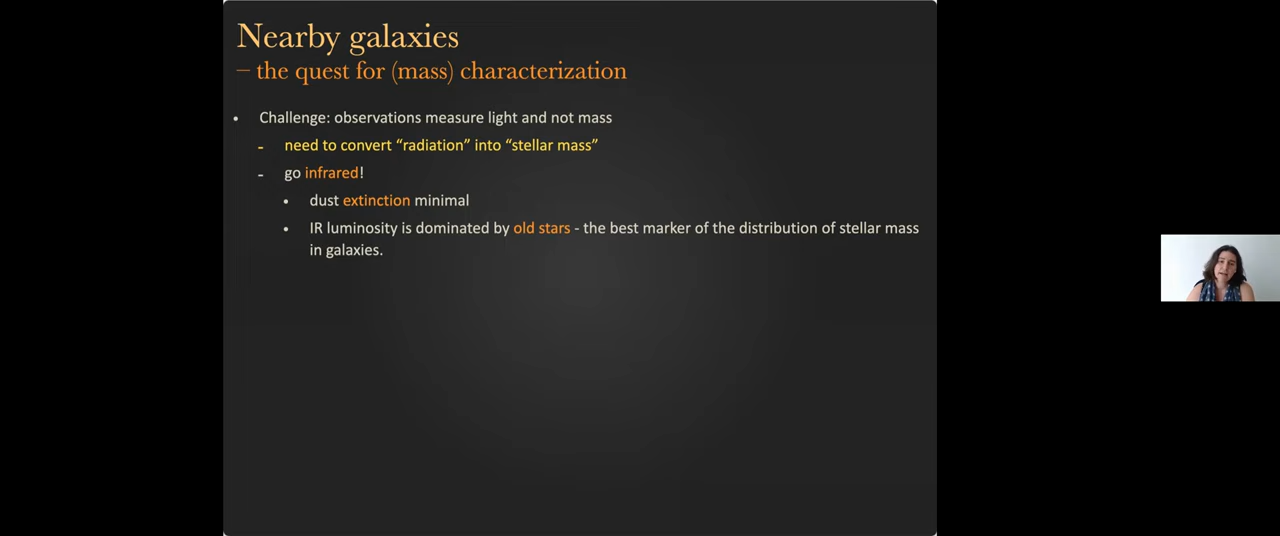 Nearby galaxies
– the quest for (mass) characterization
• Challenge: observations measure light and not mass
- need to convert “radiation” into “stellar mass”
- go infrared!
• dust extinction minimal
• IR luminosity is dominated by old stars - the best marker of the distribution of stellar mass
in galaxies.